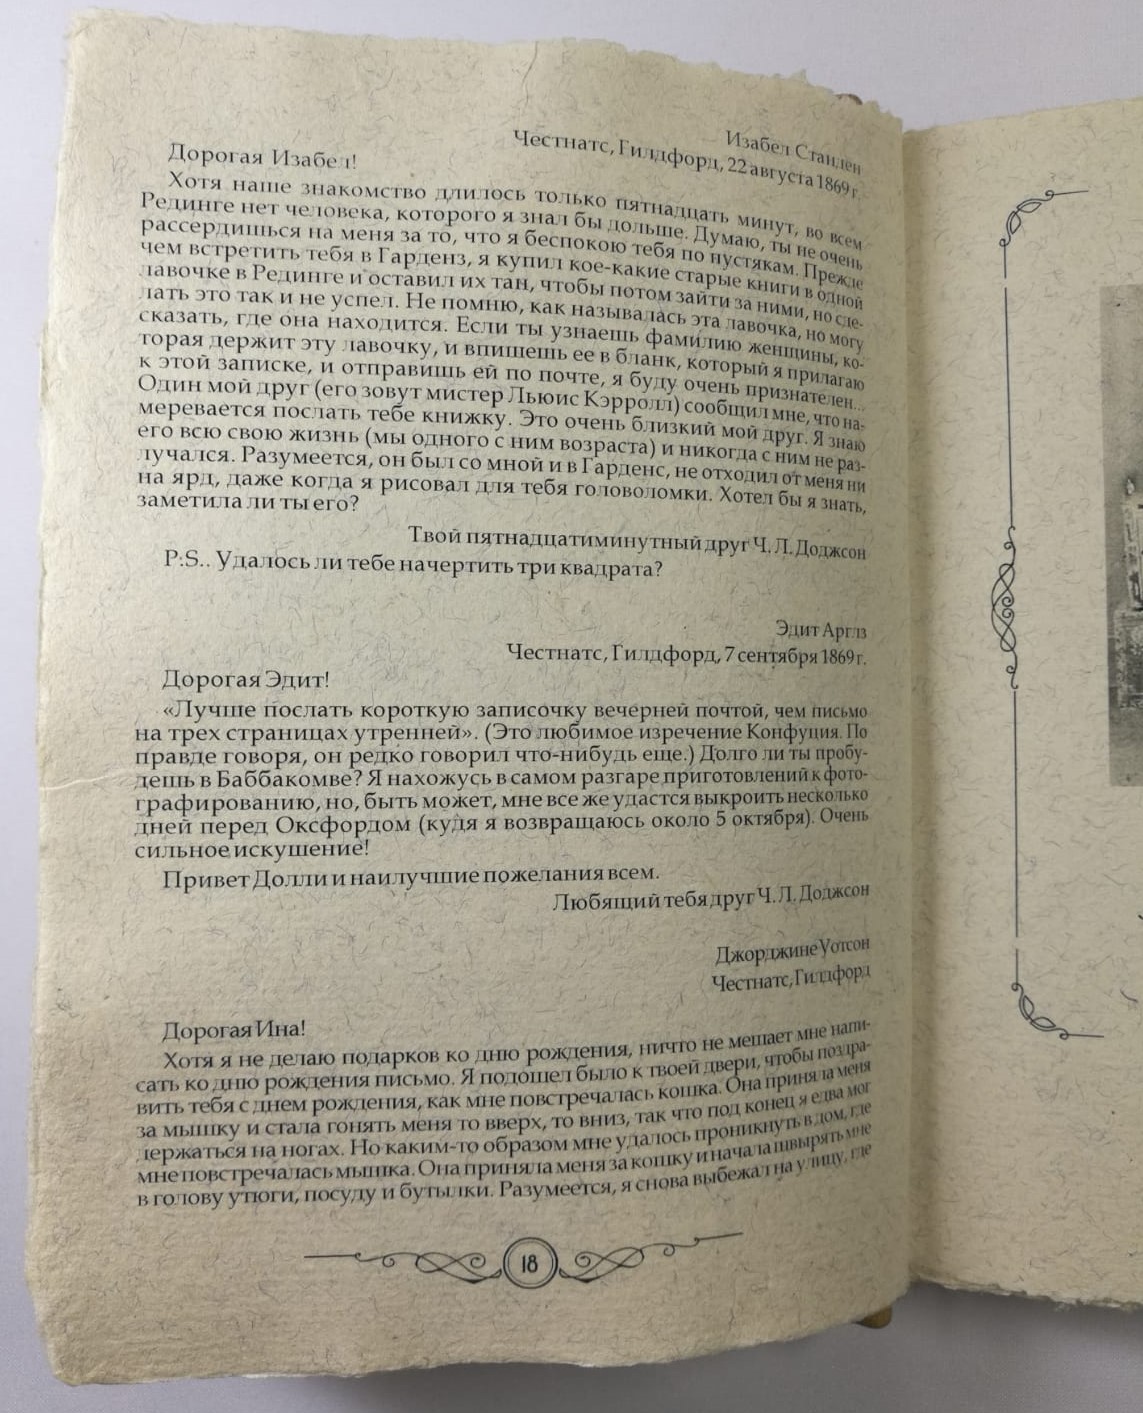 Изабел Станден
Честнатс, Гилдфорд, 22 августа 1869 г.
Дорогая Изабел!
Хотя наше знакомство длилось только пятнадцать минут, во всем
Рединге нет человека, которого я знал бы дольше. Думаю, ты не очень
рассердишься на меня за то, что я беспокою тебя по пустякам. Прежде
чем встретить тебя в Гарденз, я купил кое-какие старые книги в одной
лавочке в Рединге и оставил их там, чтобы потом зайти за ними, но сде-
лать это так и не успел. Не помню, как называлась эта лавочка, но могу
сказать, где она находится. Если ты узнаешь фамилию женщины, ко-
торая держит эту лавочку, и впишешь ее в бланк, который я прилагаю
к этой записке, и отправишь ей по почте, я буду очень признателен...
Один мой друг (его зовут мистер Льюис Кэрролл) сообщил мне, что на-
меревается послать тебе книжку. Это очень близкий мой друг. Я знаю
его всю свою жизнь (мы одного с ним возраста) и никогда с ним не раз-
лучался. Разумеется, он был со мной и в Гарденс, не отходил от меня ни
на ярд, даже когда я рисовал для тебя головоломки. Хотел бы я знать,
заметила ли ты его?
Твой пятнадцатиминутный друг Ч. Л. Доджсон
P.S.. Удалось ли тебе начертить три квадрата?
Эдит Арглз
Честнатс, Гилдфорд, 7 сентября 1869 г.
Дорогая Эдит!
«Лучше послать короткую записочку вечерней почтой, чем письмо
на трех страницах утренней». (Это любимое изречение Конфуция. По
правде говоря, он редко говорил что-нибудь еще.) Долго ли ты пробу-
дешь в Баббакомве? Я нахожусь в самом разгаре приготовлений к фото-
графированию, но, быть может, мне все же удастся выкроить несколько
дней перед Оксфордом (кудя я возвращаюсь около 5 октября). Очень
сильное искушение!
Привет Долли и наилучшие пожелания всем.
Любящий тебя друг Ч. Л. Доджсон
Джорджине Уотсон
Честнатс, Гилдфорд
Дорогая Ина!
Хотя я не делаю подарков ко дню рождения, ничто не мешает мне напи-
сать ко дню рождения письмо. Я подошел было к твоей двери, чтобы поздра-
вить тебя с днем рождения, как мне повстречалась кошка. Она приняла меня
за мышку и стала гонять меня то вверх, то вниз, так что под конец я едва мог
держаться на ногах. Но каким-то образом мне удалось проникнуть в дом, где
мне повстречалась мышка. Она приняла меня за кошку и начала швырять мне
в голову утюги, посуду и бутылки. Разумеется, я снова выбежал на улицу, где
18